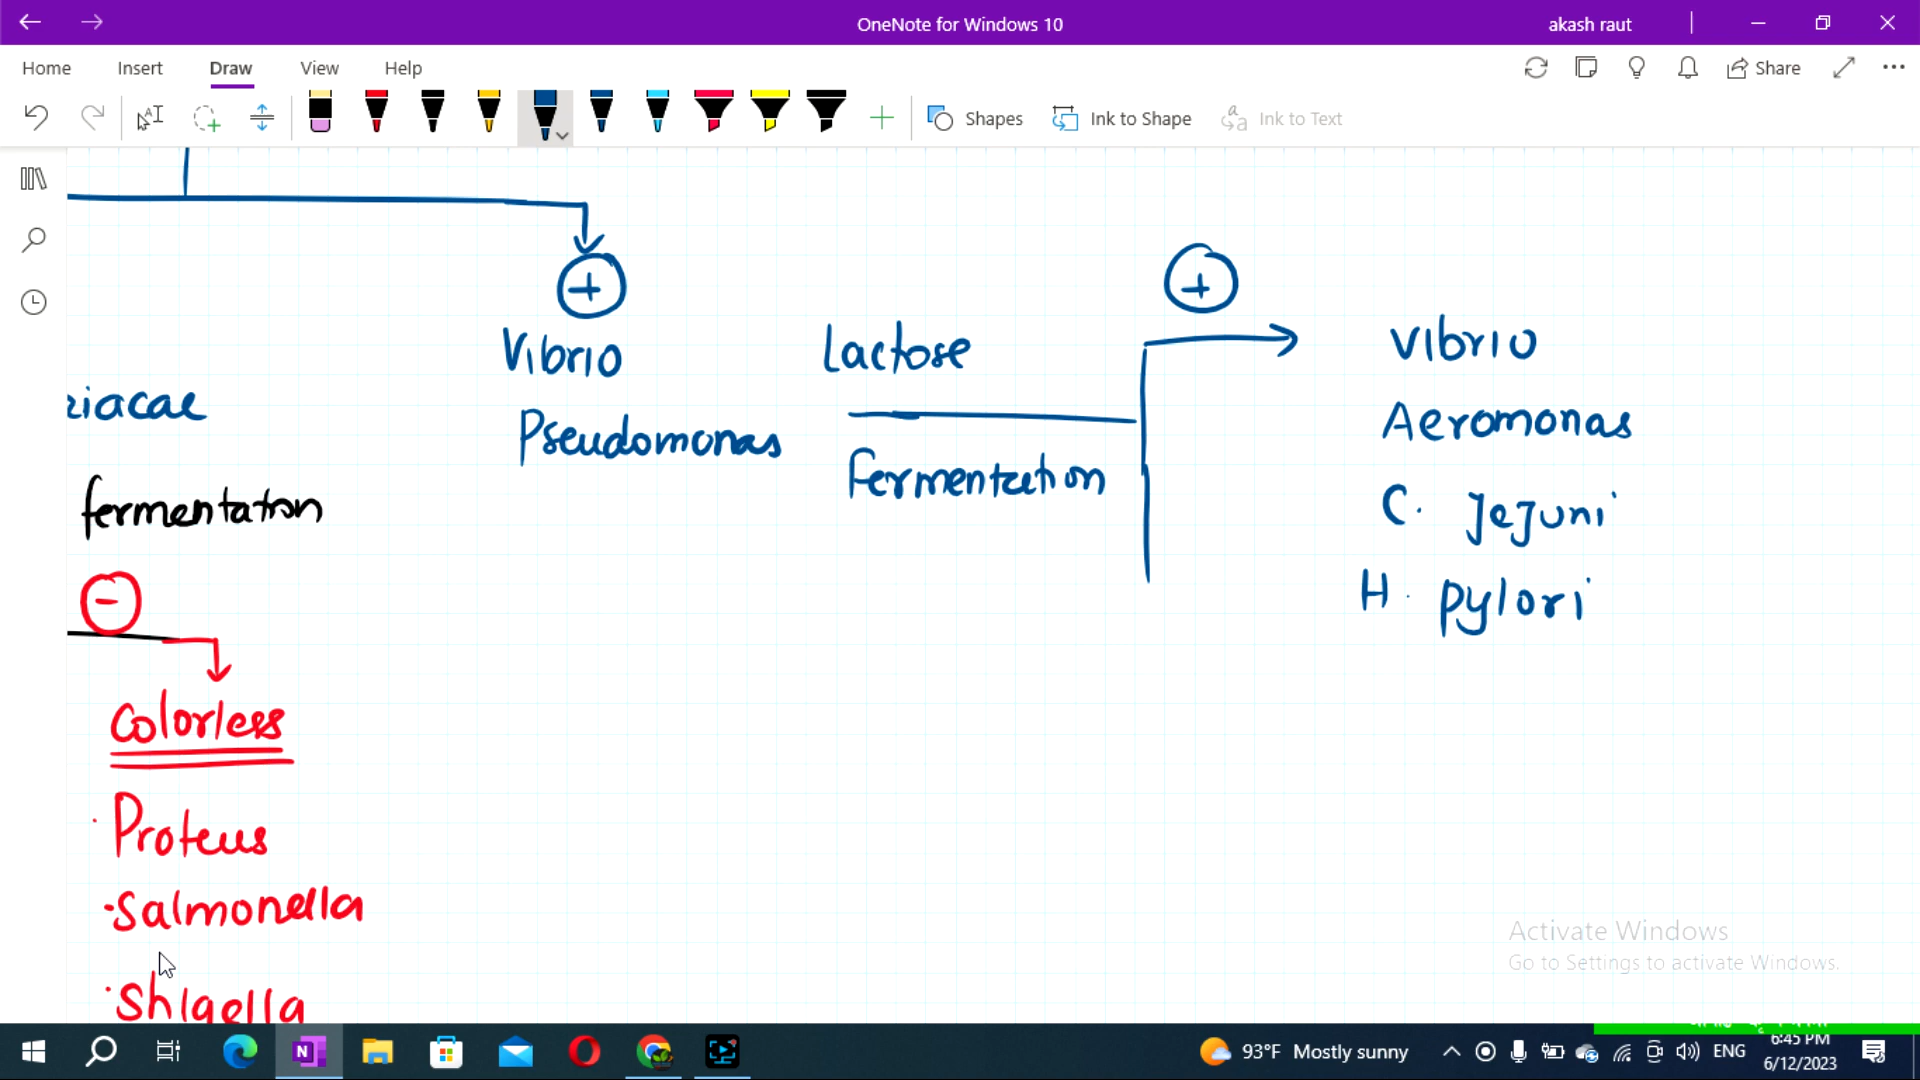 OneNote for Windows 10
akash raut
Home Insert Draw View Help
Share
Shapes
Ink to Shape
Ink to Text
+
+
Vibrio
Pseudomonas
Lactose
Fermentation
Vibrio
Aeromonas
C. Jejuni
H. pylori
fermentation
-
Colorless
Proteus
Salmonella
Shigella
Activate Windows
Go to Settings to activate Windows.
93°F Mostly sunny
ENG
6:45 PM
6/12/2023